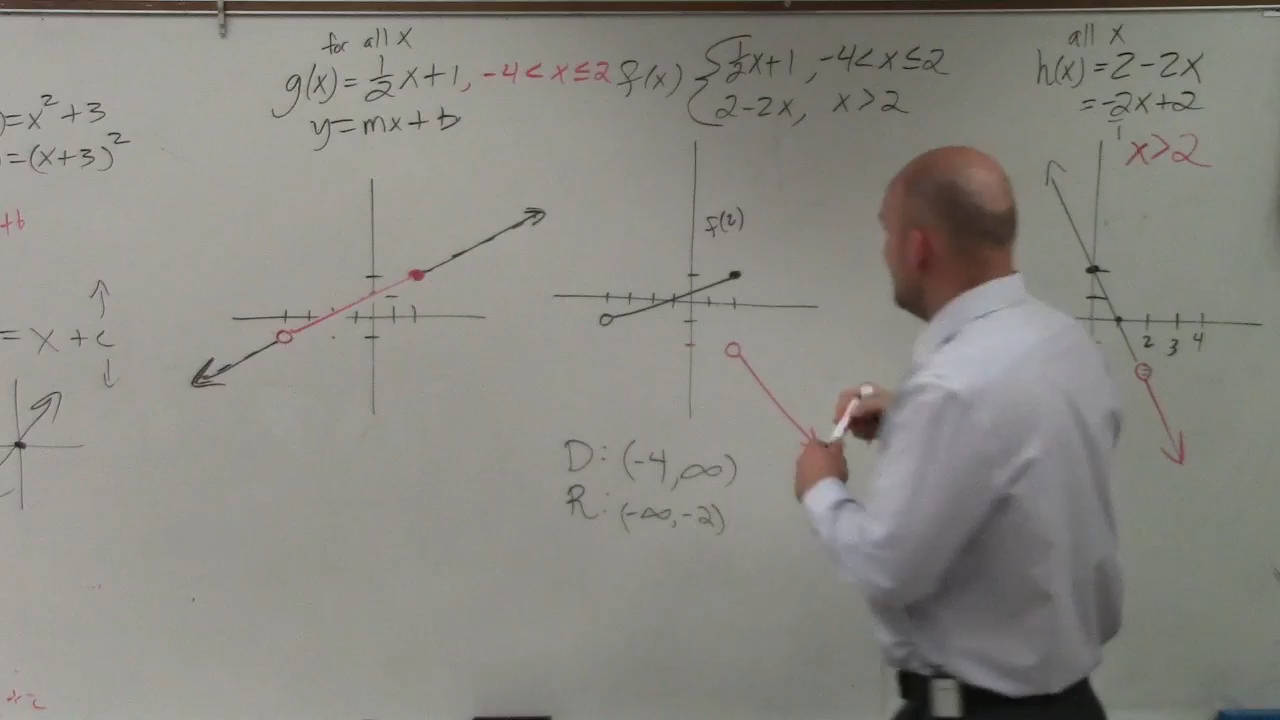 )=x²+3
)=(x+3)²
+b
= x + c
for all x
g(x)=½x+1, -4<x≤2
y=mx+b
f(x) { ½x+1, -4<x≤2
2-2x, x>2
f(2)
D: (-4,∞)
R: (-∞,-2)
all x
h(x)=2-2x
=-2x+2
1
x>2
2 3 4